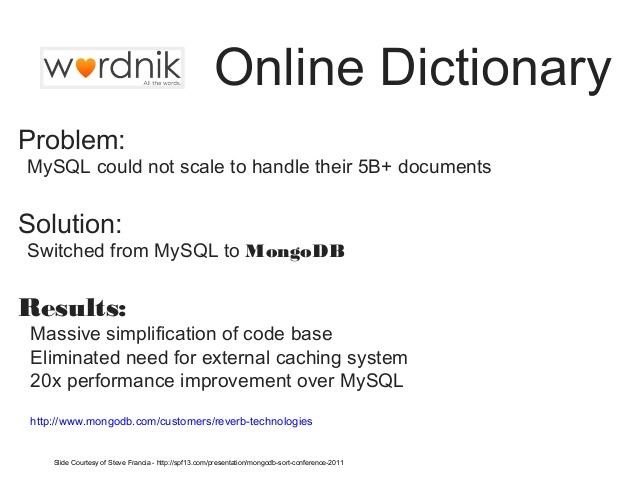 w rdnik
All the words.
Online Dictionary
Problem:
MySQL could not scale to handle their 5B+ documents
Solution:
Switched from MySQL to MongoDB
Results:
Massive simplification of code base
Eliminated need for external caching system
20x performance improvement over MySQL
http://www.mongodb.com/customers/reverb-technologies
Slide Courtesy of Steve Francia - http://spf13.com/presentation/mongodb-sort-conference-2011